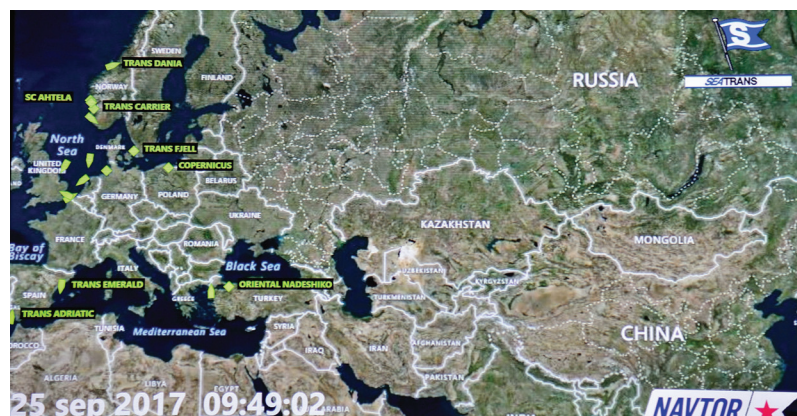 SWEDEN
TRANS DANIA
FINLAND
NORWAY
RUSSIA
S
SEATRANS
SC AHTELA
TRANS CARRIER
North
Sea
DENMARK
TRANS FJELL
UNITED
KINGDOM
COPERNICUS
BELARUS
GERMANY
POLAND
UKRAINE
KAZAKHSTAN
MONGOLIA
FRANCE
ROMANIA
Bay of
Biscay
ITALY
Black Sea
UZBEKISTAN
KYRGYZSTAN
SPAIN
TRANS EMERALD
GREECE
ORIENTAL NADESHIKO
TURKEY
TURKMENISTAN
TRANS ADRIATIC
TUNISIA
Mediterranean Sea
SYRIA
CHINA
IRAQ
IRAN
AFGHANISTAN
PAKISTAN
ALGERIA
LIBYA
EGYPT
25 sep 2017 09:49:02
NAVTOR